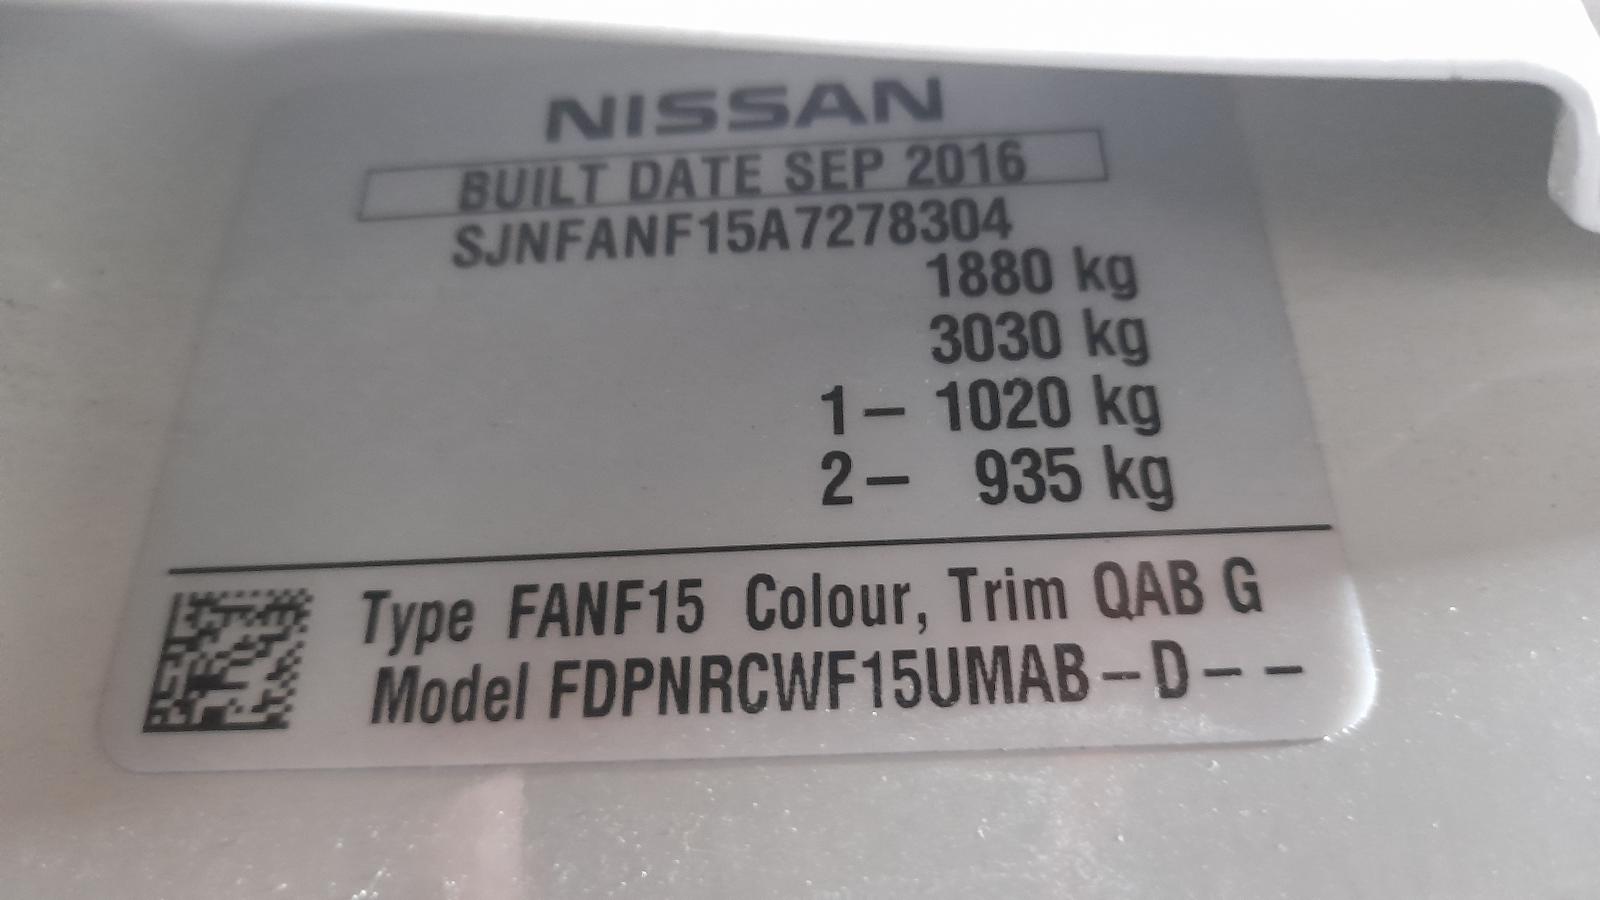 NISSAN
BUILT DATE SEP 2016
SJNFANF15A7278304
1880 kg
3030 kg
1– 1020 kg
2– 935 kg
Type FANF15 Colour, Trim QAB G
Model FDPNRCWF15UMAB–D––